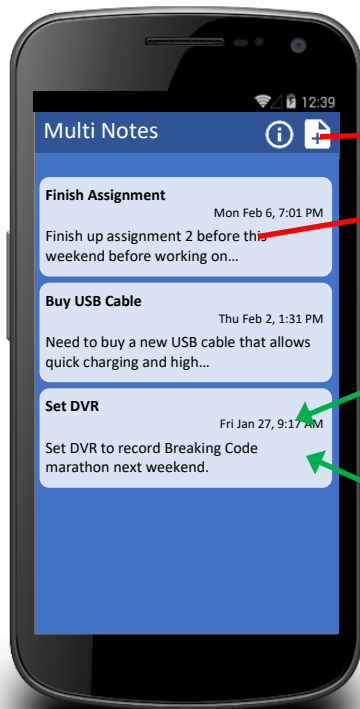 12:39
Multi Notes
Finish Assignment
Mon Feb 6, 7:01 PM
Finish up assignment 2 before this
weekend before working on...
Buy USB Cable
Thu Feb 2, 1:31 PM
Need to buy a new USB cable that allows
quick charging and high...
Set DVR
Fri Jan 27, 9:17 AM
Set DVR to record Breaking Code
marathon next weekend.